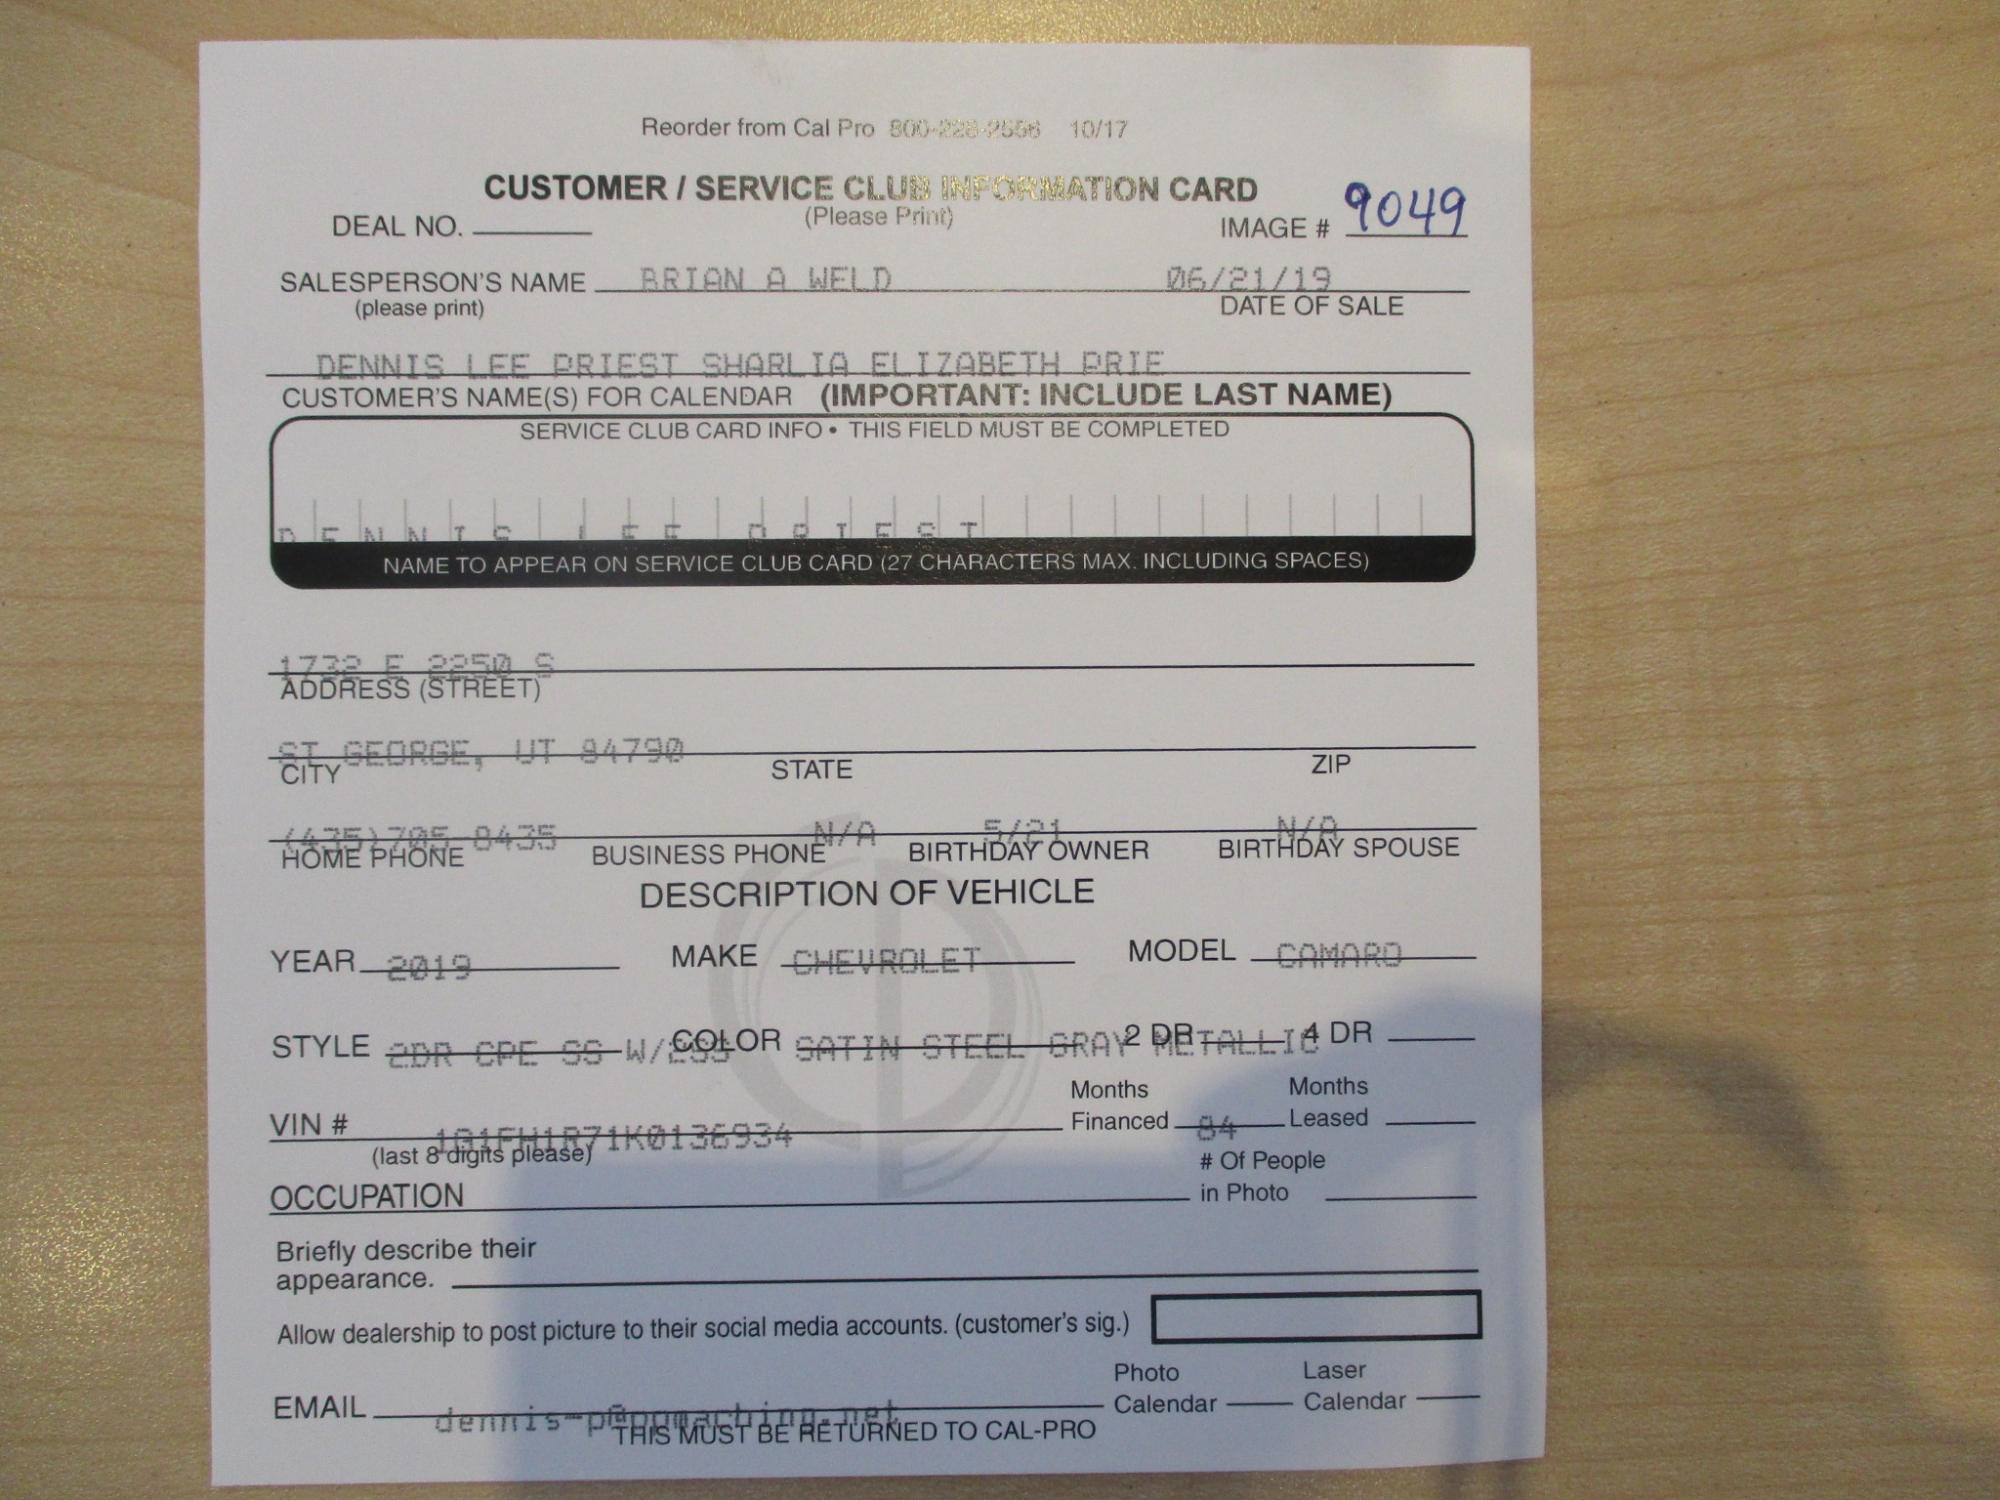 Reorder from Cal Pro 800-228-2556 10/17
CUSTOMER / SERVICE CLUB INFORMATION CARD
(Please Print)
DEAL NO. IMAGE # 9049
SALESPERSON'S NAME BRIAN A WELD 06/21/19
(please print) DATE OF SALE
DENNIS LEE PRIEST SHARLIA ELIZABETH PRIE
CUSTOMER'S NAME(S) FOR CALENDAR (IMPORTANT: INCLUDE LAST NAME)
SERVICE CLUB CARD INFO • THIS FIELD MUST BE COMPLETED
DENNIS LEE PRIEST
NAME TO APPEAR ON SERVICE CLUB CARD (27 CHARACTERS MAX. INCLUDING SPACES)
1732 E 2250 S
ADDRESS (STREET)
ST GEORGE, UT 84790
CITY STATE ZIP
(435)705-8435 N/A 5/21 N/A
HOME PHONE BUSINESS PHONE BIRTHDAY OWNER BIRTHDAY SPOUSE
DESCRIPTION OF VEHICLE
YEAR 2019 MAKE CHEVROLET MODEL CAMARO
STYLE 2DR CPE SS W/2SS COLOR SATIN STEEL GRAY METALLIC 2 DR 4 DR
Months Months
VIN # 1G1FH1R71K0136934 Financed 84 Leased
(last 8 digits please) # Of People
OCCUPATION in Photo
Briefly describe their
appearance.
Allow dealership to post picture to their social media accounts. (customer's sig.)
Photo Laser
EMAIL Calendar Calendar
THIS MUST BE RETURNED TO CAL-PRO